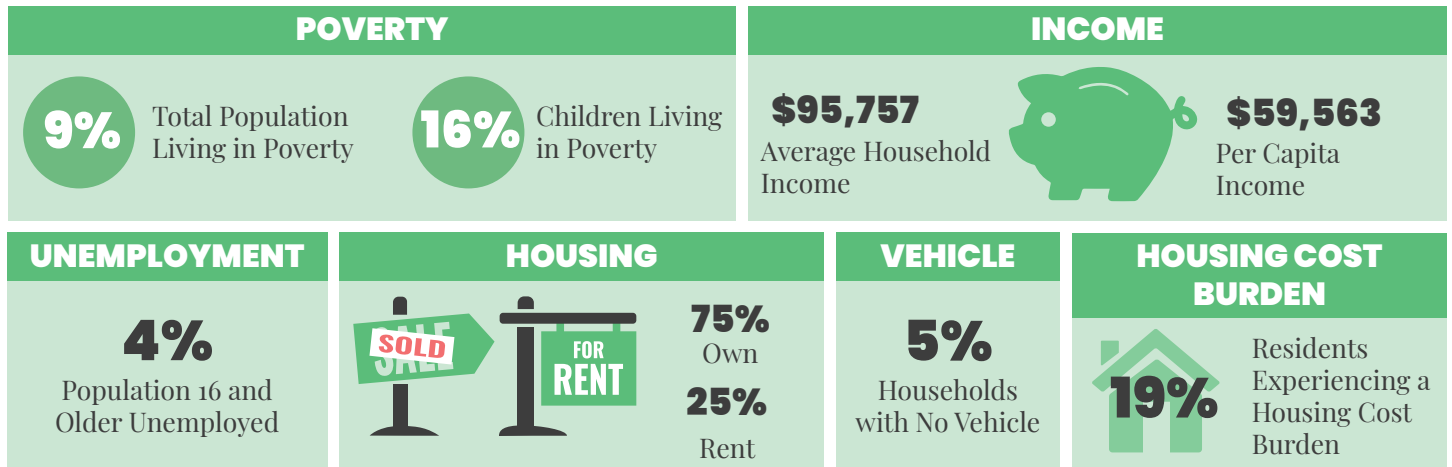 POVERTY
9%
Total Population
Living in Poverty
16%
Children Living
in Poverty
INCOME
$95,757
Average Household
Income
$59,563
Per Capita
Income
UNEMPLOYMENT
4%
Population 16 and
Older Unemployed
HOUSING
SALE
SOLD
FOR
RENT
75%
Own
25%
Rent
VEHICLE
5%
Households
with No Vehicle
HOUSING COST
BURDEN
19%
Residents
Experiencing a
Housing Cost
Burden